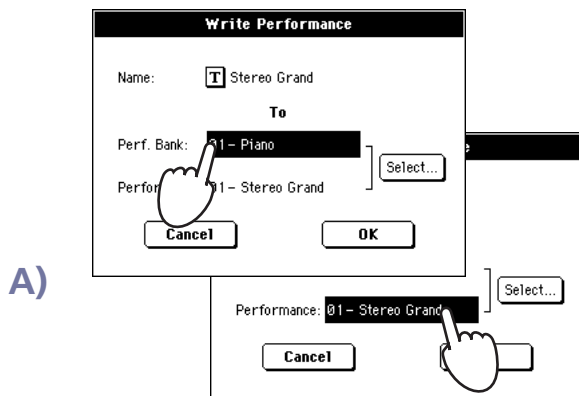 Write Performance
Name: T Stereo Grand
To
Perf. Bank: 01- Piano
Select...
01- Stereo Grand
Cancel OK
A)
Select...
Performance: 01- Stereo Grand
Cancel